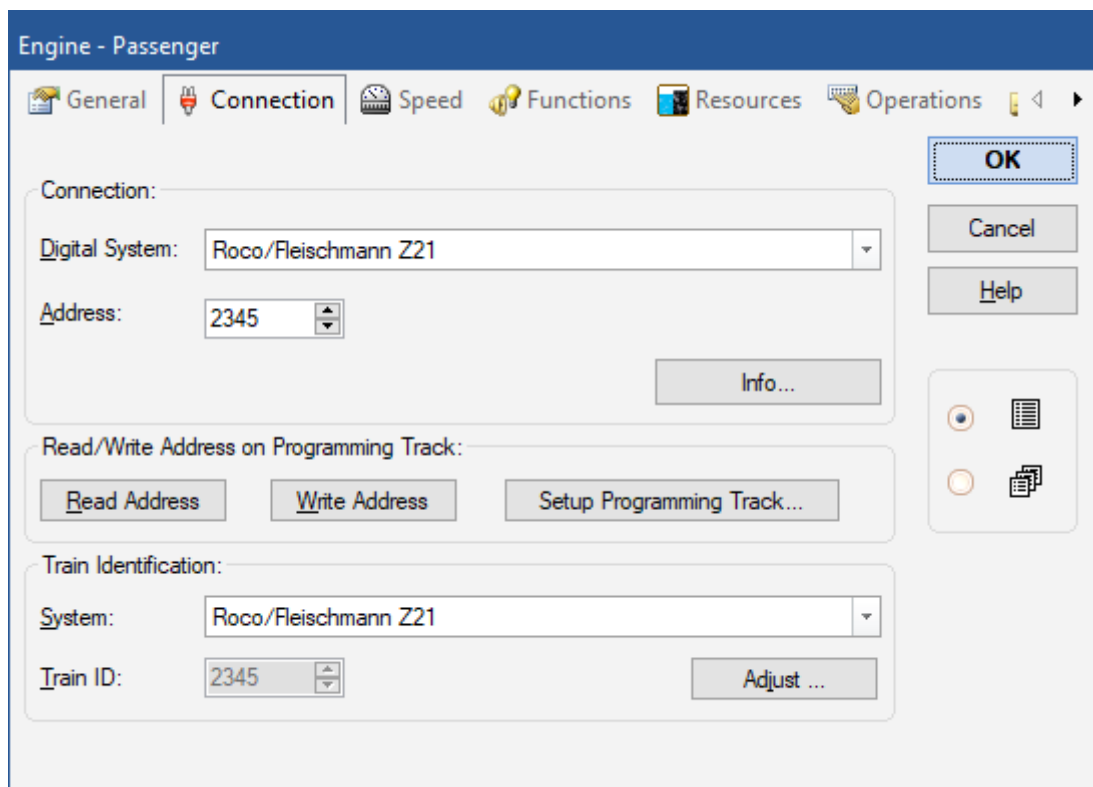 Engine - Passenger
General Connection Speed Functions Resources Operations
OK
Cancel
Help
Connection:
Digital System: Roco/Fleischmann Z21
Address: 2345
Info...
Read/Write Address on Programming Track:
Read Address Write Address Setup Programming Track...
Train Identification:
System: Roco/Fleischmann Z21
Train ID: 2345 Adjust ...